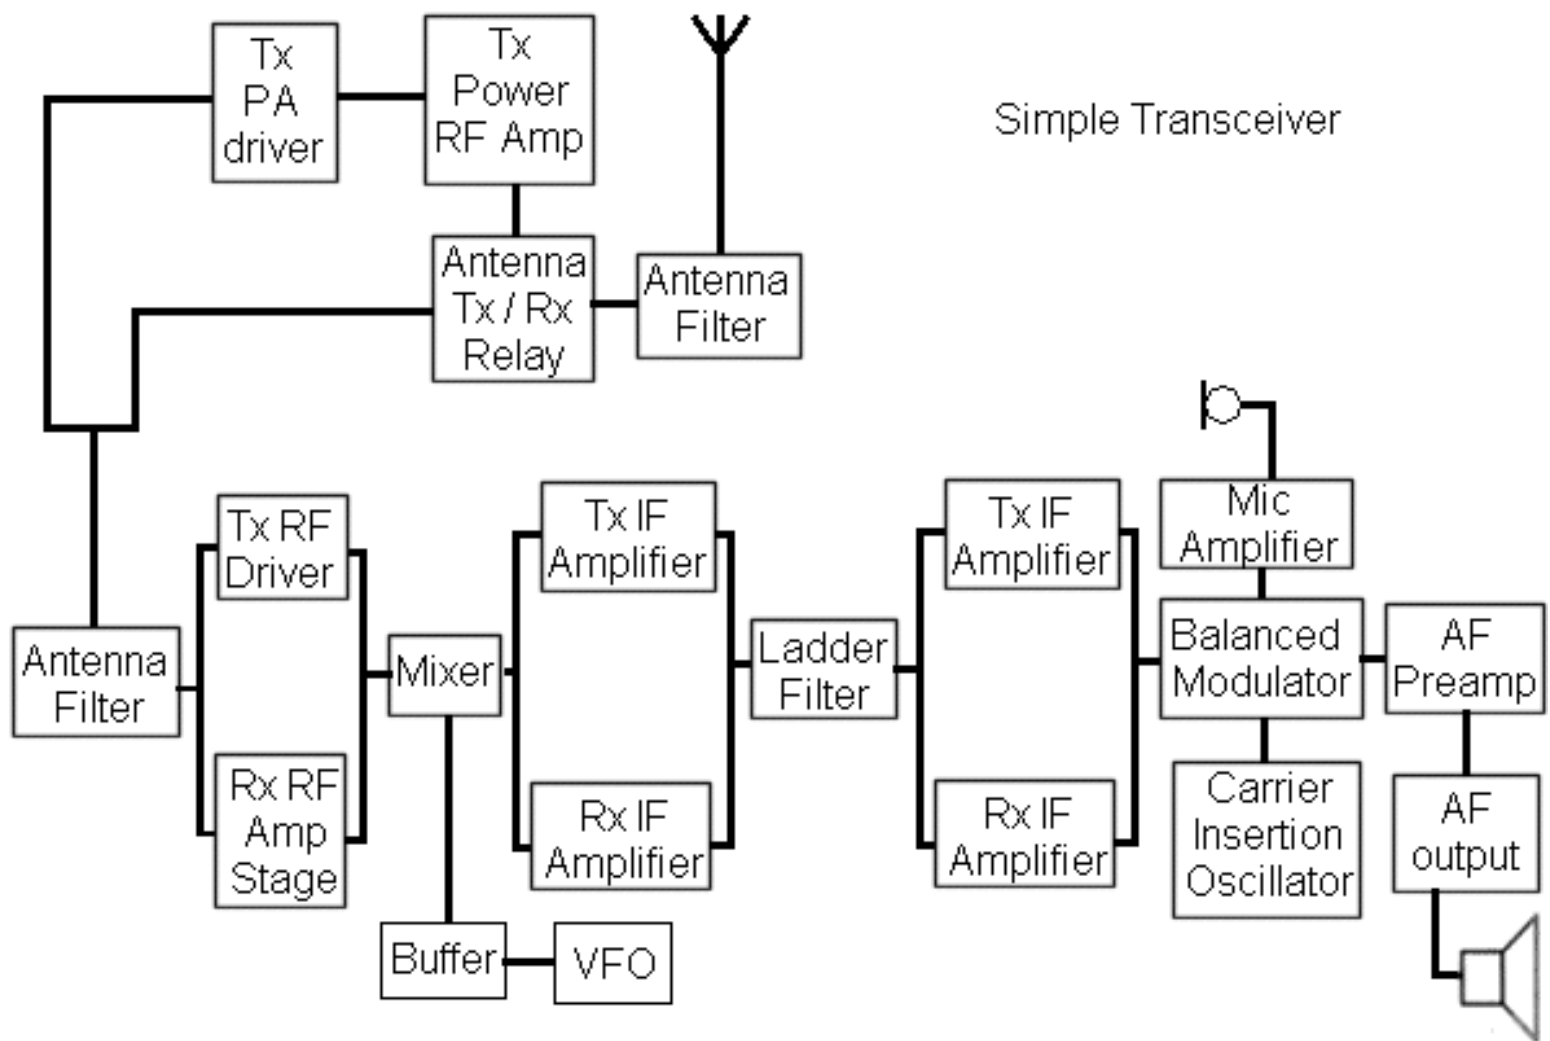 Tx
PA
driver
Tx
Power
RF Amp
Simple Transceiver
Antenna
Tx / Rx
Relay
Antenna
Filter
Tx RF
Driver
Tx IF
Amplifier
Tx IF
Amplifier
Mic
Amplifier
Antenna
Filter
Mixer
Ladder
Filter
Balanced
Modulator
AF
Preamp
Rx RF
Amp
Stage
Rx IF
Amplifier
Rx IF
Amplifier
Carrier
Insertion
Oscillator
AF
output
Buffer
VFO